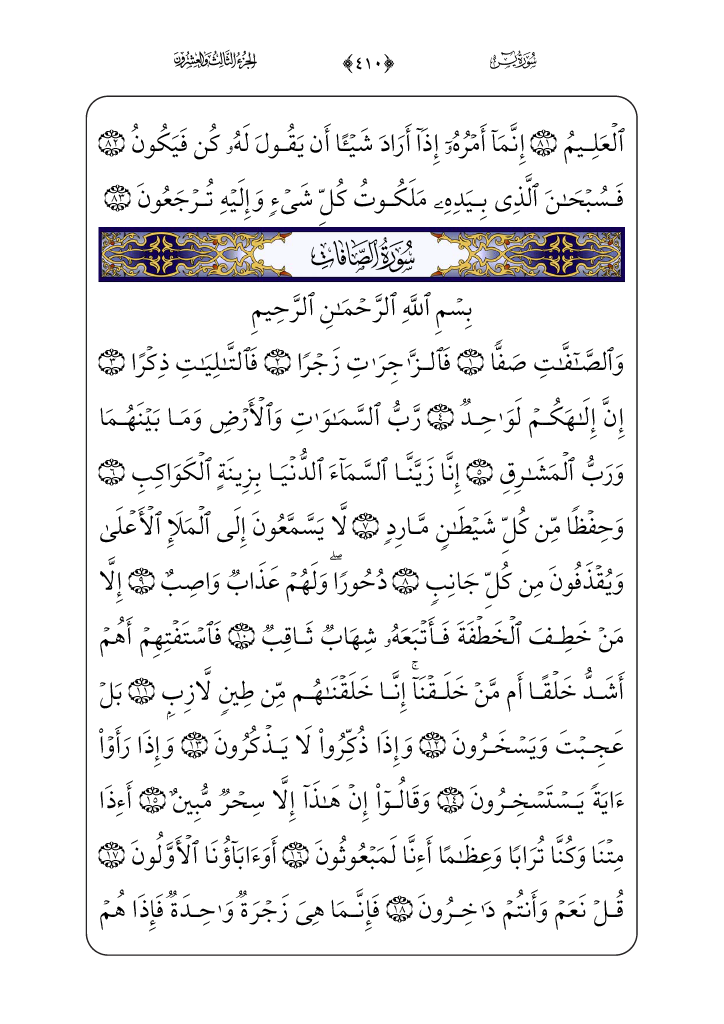 سُورَةُ يسٓ ﴿٤١٠﴾ الجُزءُ الثَّالِثُ وَالعِشرُونَ
ٱلْعَلِيمُ ٨١ إِنَّمَآ أَمْرُهُۥٓ إِذَآ أَرَادَ شَيْـًٔا أَن يَقُولَ لَهُۥ كُن فَيَكُونُ ٨٢
فَسُبْحَـٰنَ ٱلَّذِى بِيَدِهِۦ مَلَكُوتُ كُلِّ شَىْءٍ وَإِلَيْهِ تُرْجَعُونَ ٨٣
سُورَةُ الصَّافَّاتِ
بِسْمِ ٱللَّهِ ٱلرَّحْمَـٰنِ ٱلرَّحِيمِ
وَٱلصَّـٰٓفَّـٰتِ صَفًّا ١ فَٱلزَّٰجِرَٰتِ زَجْرًا ٢ فَٱلتَّـٰلِيَـٰتِ ذِكْرًا ٣
إِنَّ إِلَـٰهَكُمْ لَوَٰحِدٌ ٤ رَّبُّ ٱلسَّمَـٰوَٰتِ وَٱلْأَرْضِ وَمَا بَيْنَهُمَا
وَرَبُّ ٱلْمَشَـٰرِقِ ٥ إِنَّا زَيَّنَّا ٱلسَّمَآءَ ٱلدُّنْيَا بِزِينَةٍ ٱلْكَوَاكِبِ ٦
وَحِفْظًا مِّن كُلِّ شَيْطَـٰنٍ مَّارِدٍ ٧ لَّا يَسَّمَّعُونَ إِلَى ٱلْمَلَإِ ٱلْأَعْلَىٰ
وَيُقْذَفُونَ مِن كُلِّ جَانِبٍ ٨ دُحُورًا ۖ وَلَهُمْ عَذَابٌ وَاصِبٌ ٩ إِلَّا
مَنْ خَطِفَ ٱلْخَطْفَةَ فَأَتْبَعَهُۥ شِهَابٌ ثَاقِبٌ ١٠ فَٱسْتَفْتِهِمْ أَهُمْ
أَشَدُّ خَلْقًا أَم مَّنْ خَلَقْنَآ ۚ إِنَّا خَلَقْنَـٰهُم مِّن طِينٍ لَّازِبٍۭ ١١ بَلْ
عَجِبْتَ وَيَسْخَرُونَ ١٢ وَإِذَا ذُكِّرُوا۟ لَا يَذْكُرُونَ ١٣ وَإِذَا رَأَوْا۟
ءَايَةً يَسْتَسْخِرُونَ ١٤ وَقَالُوٓا۟ إِنْ هَـٰذَآ إِلَّا سِحْرٌ مُّبِينٌ ١٥ أَءِذَا
مِتْنَا وَكُنَّا تُرَابًا وَعِظَـٰمًا أَءِنَّا لَمَبْعُوثُونَ ١٦ أَوَءَابَآؤُنَا ٱلْأَوَّلُونَ ١٧
قُلْ نَعَمْ وَأَنتُمْ دَٰخِرُونَ ١٨ فَإِنَّمَا هِىَ زَجْرَةٌ وَٰحِدَةٌ فَإِذَا هُمْ